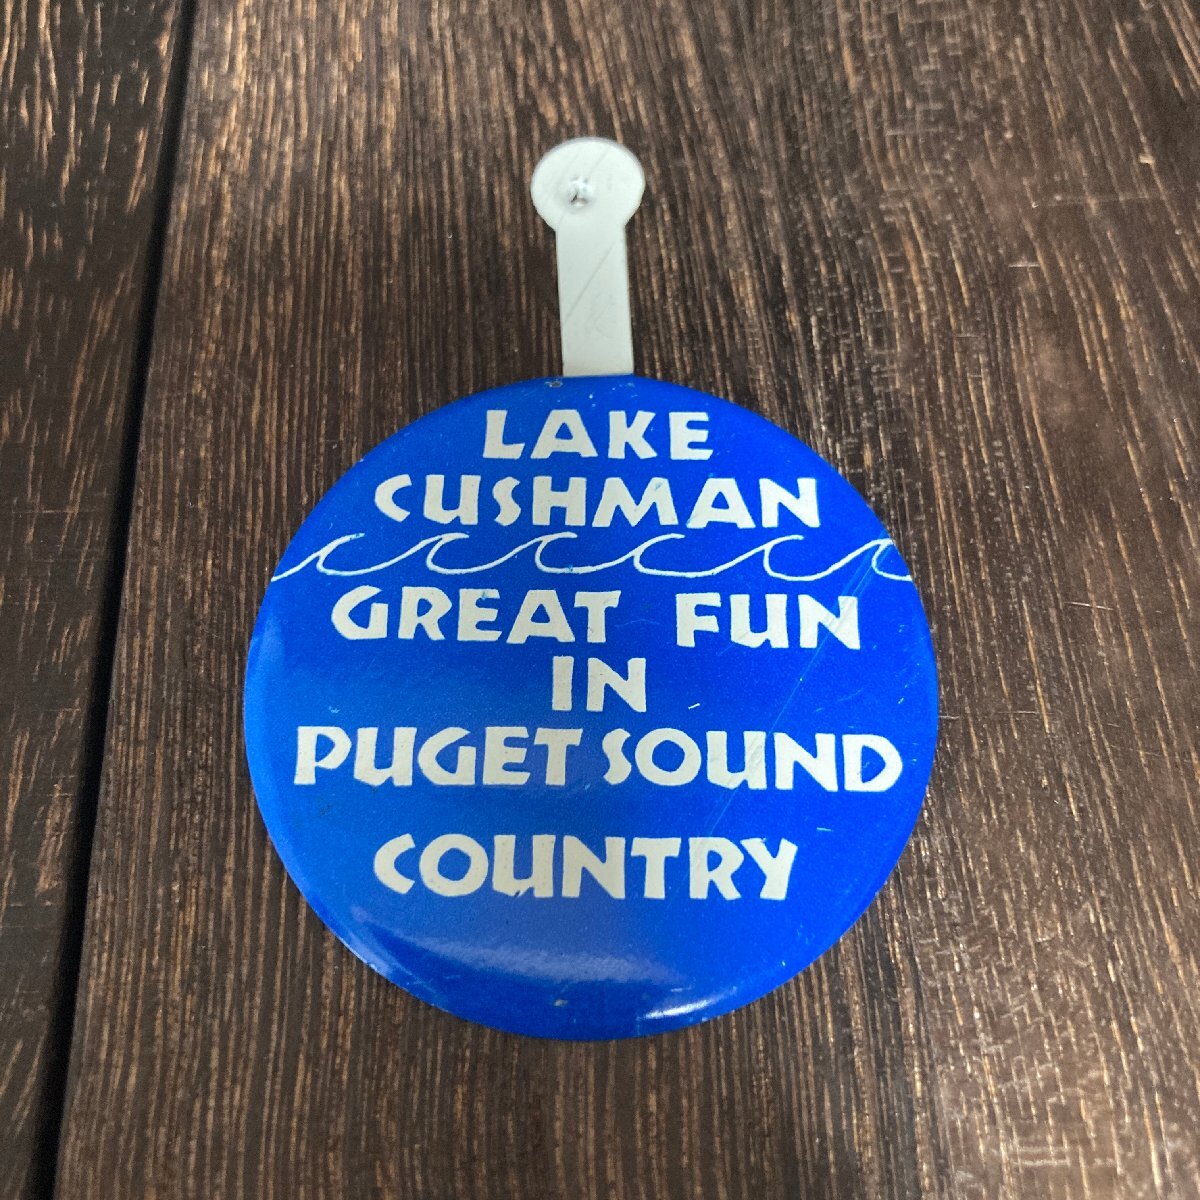 LAKE
CUSHMAN
GREAT FUN
IN
PUGET SOUND
COUNTRY